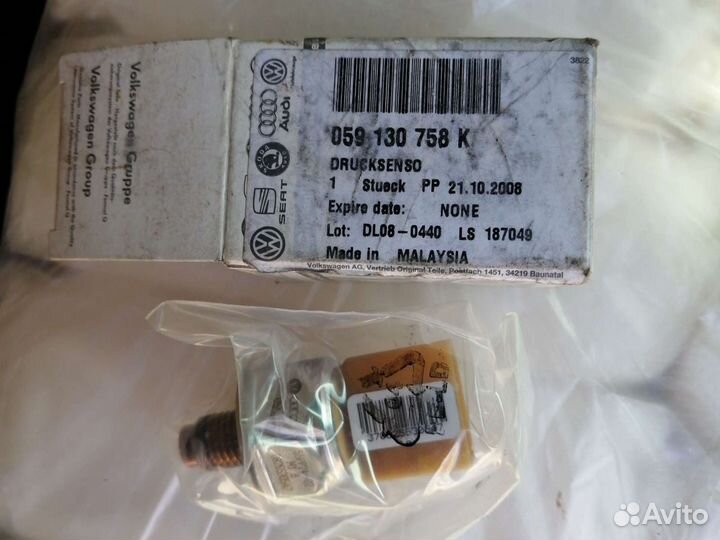 Volkswagen Gruppe
Volkswagen Group
Audi
SEAT
3822
059 130 758 K
DRUCKSENSO
1 Stueck PP 21.10.2008
Expire date: NONE
Lot: DL08-0440 LS 187049
Made in MALAYSIA
Volkswagen AG, Vertrieb Original Teile, Postfach 1451, 34219 Baunatal
Avito